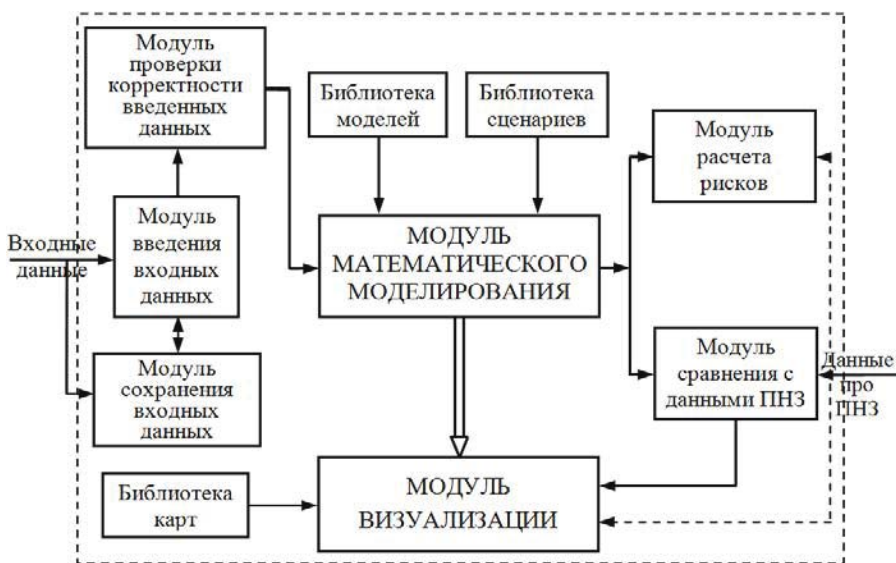 Модуль
проверки
корректности
введенных
данных
Библиотека
моделей
Библиотека
сценариев
Модуль
расчета
рисков
Входные
данные
Модуль
введения
входных
данных
МОДУЛЬ
МАТЕМАТИЧЕСКОГО
МОДЕЛИРОВАНИЯ
Модуль
сохранения
входных
данных
Модуль
сравнения с
данными ПНЗ
Данные
про
ПНЗ
Библиотека
карт
МОДУЛЬ
ВИЗУАЛИЗАЦИИ